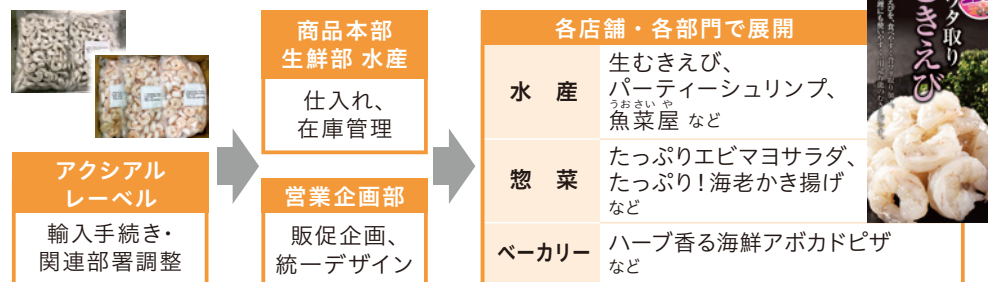 アクシアル
レーベル
輸入手続き・
関連部署調整
商品本部
生鮮部 水産
仕入れ、
在庫管理
営業企画部
販促企画、
統一デザイン
各店舗・各部門で展開
水 産
生むきえび、
パーティーシュリンプ、
うおさいや
魚菜屋 など
惣 菜
たっぷりエビマヨサラダ、
たっぷり！海老かき揚げ
など
ベーカリー
ハーブ香る海鮮アボカドピザ
など
ワタ取り
むきえび